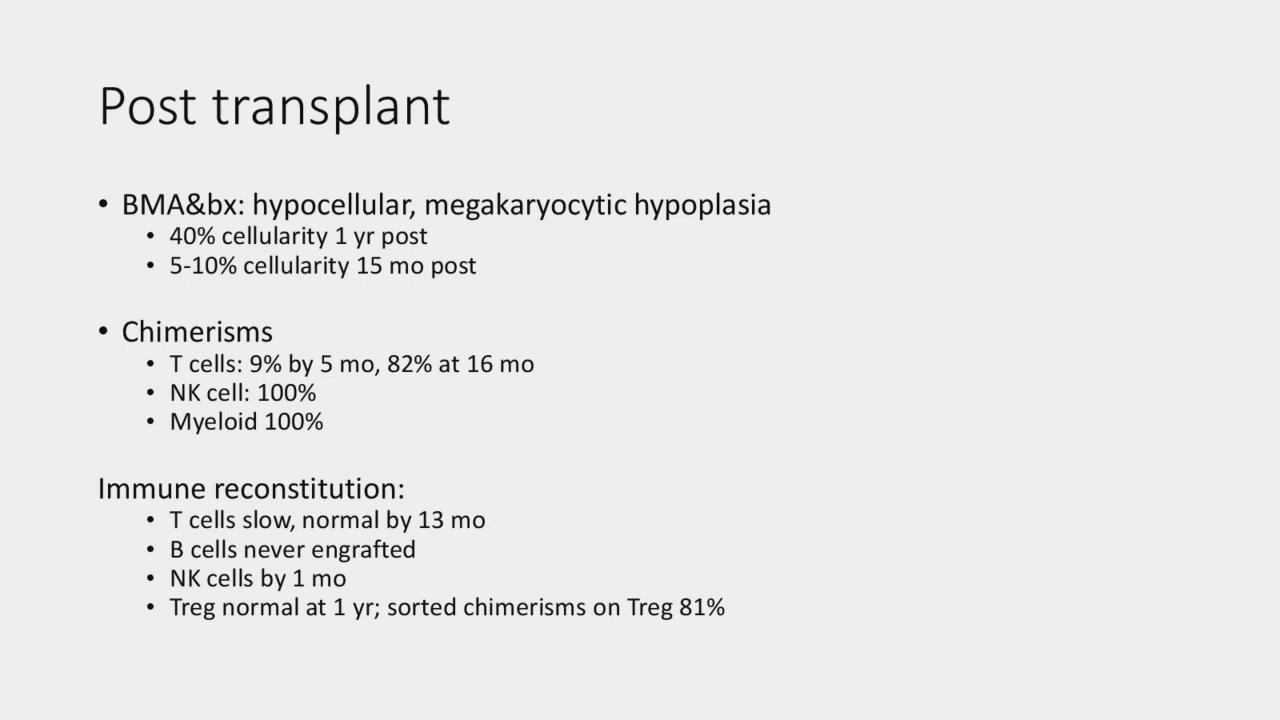 Post transplant
• BMA&bx: hypocellular, megakaryocytic hypoplasia
• 40% cellularity 1 yr post
• 5-10% cellularity 15 mo post
• Chimerisms
• T cells: 9% by 5 mo, 82% at 16 mo
• NK cell: 100%
• Myeloid 100%
Immune reconstitution:
• T cells slow, normal by 13 mo
• B cells never engrafted
• NK cells by 1 mo
• Treg normal at 1 yr; sorted chimerisms on Treg 81%